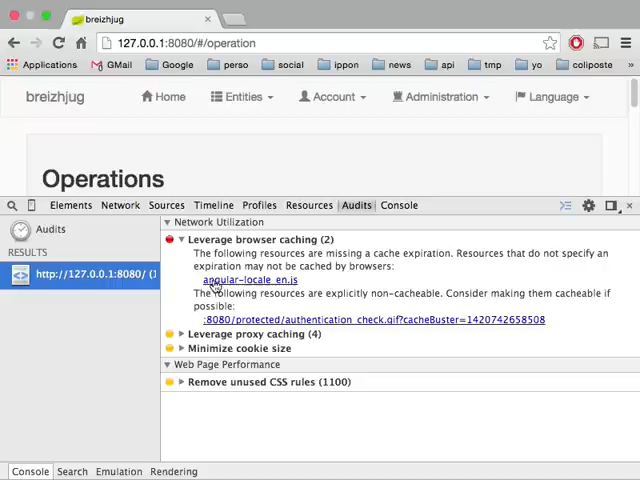 breizhjug
127.0.0.1:8080/#/operation
Applications GMail Google perso social ippon news api tmp yo coliposte »
breizhjug Home Entities Account Administration Language
Operations
Elements Network Sources Timeline Profiles Resources Audits Console
Audits
RESULTS
http://127.0.0.1:8080/ (1
Network Utilization
Leverage browser caching (2)
The following resources are missing a cache expiration. Resources that do not specify an
expiration may not be cached by browsers:
angular-locale_en.js
The following resources are explicitly non-cacheable. Consider making them cacheable if
possible:
:8080/protected/authentication_check.gif?cacheBuster=1420742658508
Leverage proxy caching (4)
Minimize cookie size
Web Page Performance
Remove unused CSS rules (1100)
Console Search Emulation Rendering